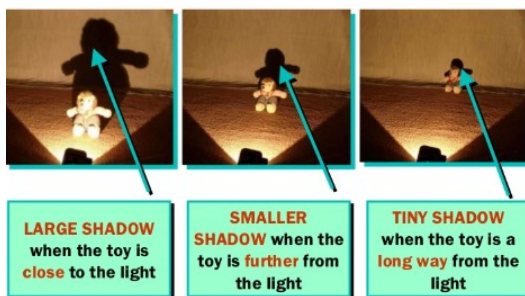 LARGE SHADOW
when the toy is
close to the light
SMALLER
SHADOW when the
toy is further from
the light
TINY SHADOW
when the toy is a
long way from the
light